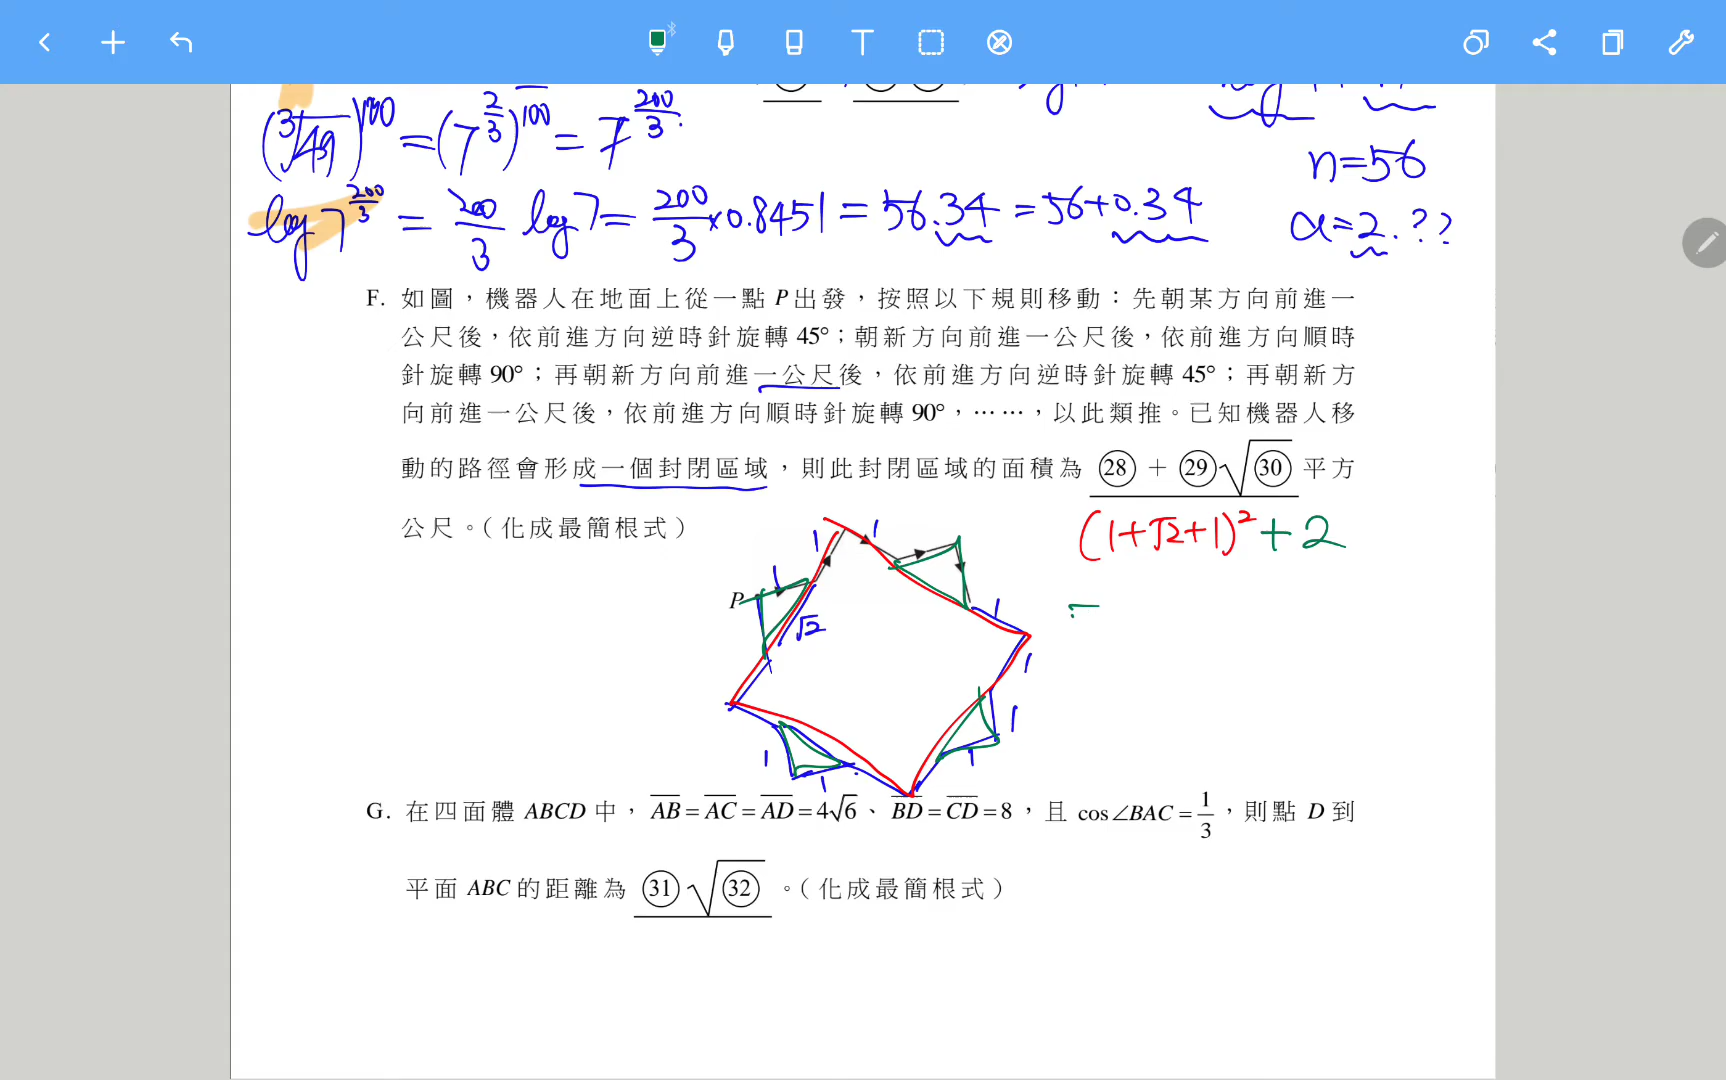 (∛49)^100 = (7^(2/3))^100 = 7^(200/3)
n=56
log 7^(200/3) = 200/3 log 7 = 200/3 ×0.8451 = 56.34 = 56+0.34
a=2.??
F. 如圖，機器人在地面上從一點 P 出發，按照以下規則移動：先朝某方向前進一
公尺後，依前進方向逆時針旋轉 45°；朝新方向前進一公尺後，依前進方向順時
針旋轉 90°；再朝新方向前進一公尺後，依前進方向逆時針旋轉 45°；再朝新方
向前進一公尺後，依前進方向順時針旋轉 90°，……，以此類推。已知機器人移
動的路徑會形成一個封閉區域，則此封閉區域的面積為 ㉘ + ㉙√㉚ 平方
公尺。（化成最簡根式）
(1+√2+1)² + 2
=
1
1
1
P
√2
1
1
1
1
1
1
G. 在四面體 ABCD 中，AB = AC = AD = 4√6、BD = CD = 8，且 cos∠BAC = 1/3，則點 D 到
平面 ABC 的距離為 ㉛√㉜ 。（化成最簡根式）